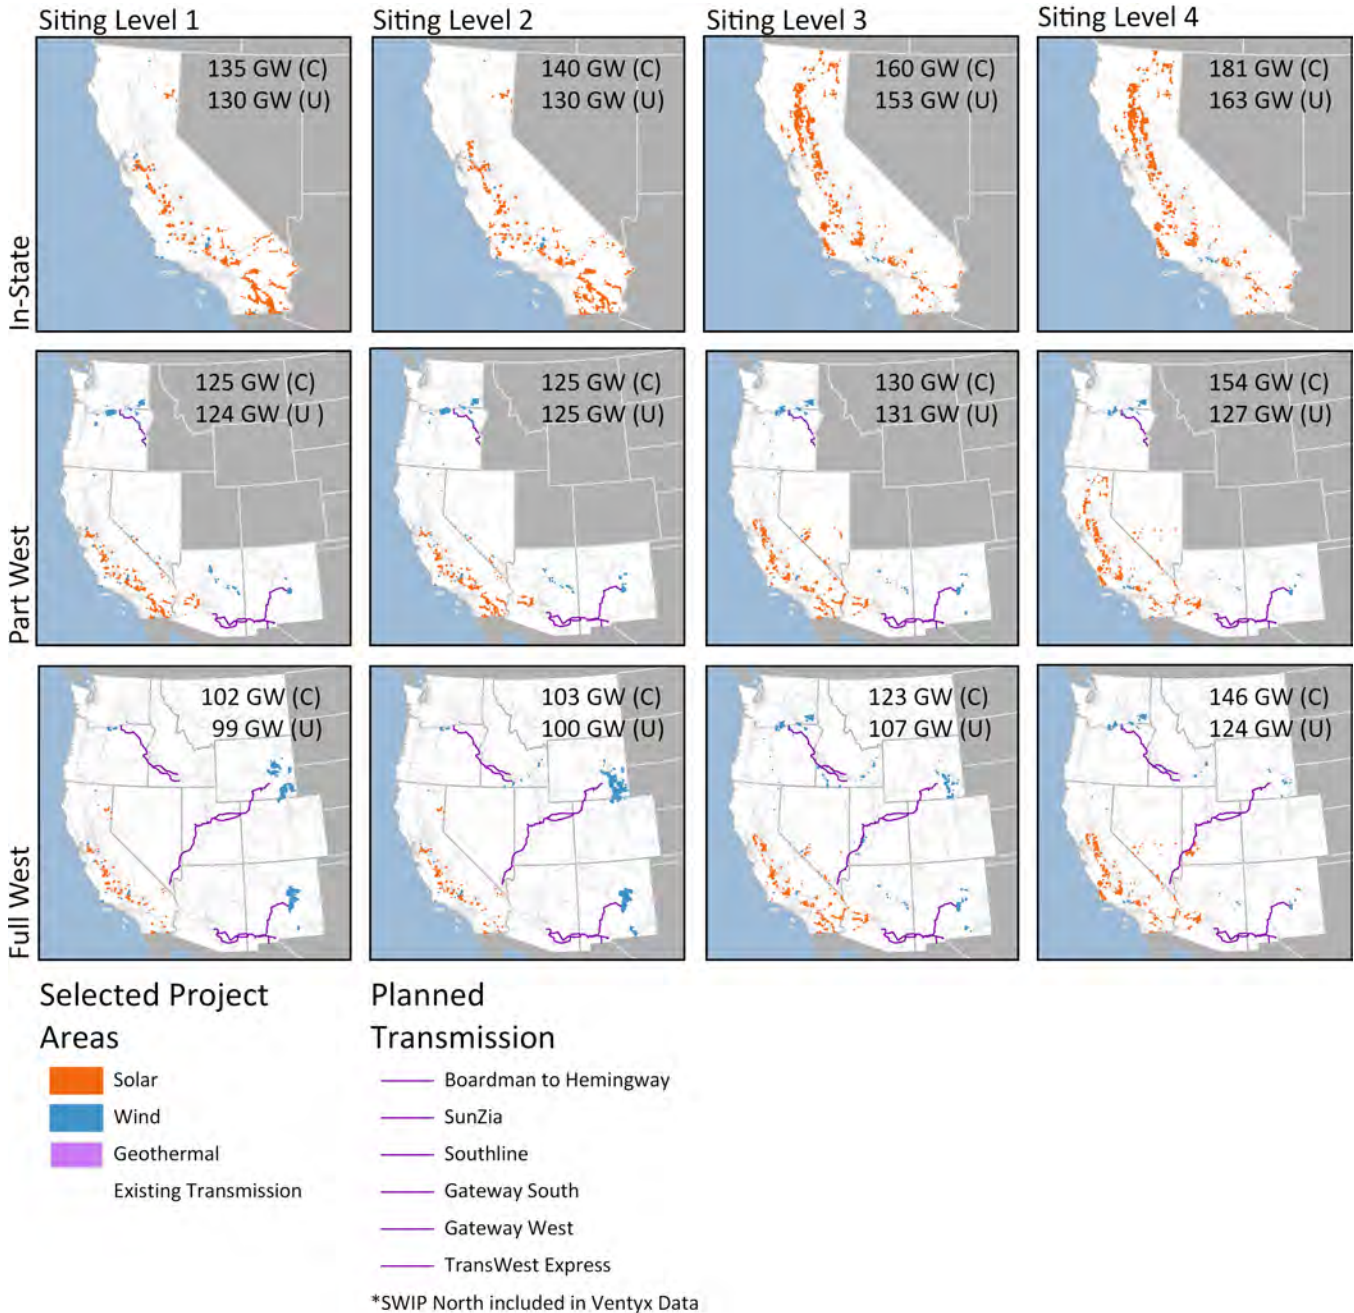 Siting Level 1
Siting Level 2
Siting Level 3
Siting Level 4
In-State
135 GW (C)
130 GW (U)
140 GW (C)
130 GW (U)
160 GW (C)
153 GW (U)
181 GW (C)
163 GW (U)
Part West
125 GW (C)
124 GW (U )
125 GW (C)
125 GW (U)
130 GW (C)
131 GW (U)
154 GW (C)
127 GW (U)
Full West
102 GW (C)
99 GW (U)
103 GW (C)
100 GW (U)
123 GW (C)
107 GW (U)
146 GW (C)
124 GW (U)
Selected Project
Areas
Solar
Wind
Geothermal
Existing Transmission
Planned
Transmission
Boardman to Hemingway
SunZia
Southline
Gateway South
Gateway West
TransWest Express
*SWIP North included in Ventyx Data